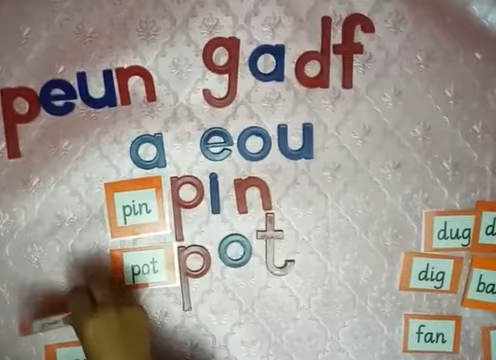 peun gadf
a eou
pin pin
pot pot
dug
dig
fan